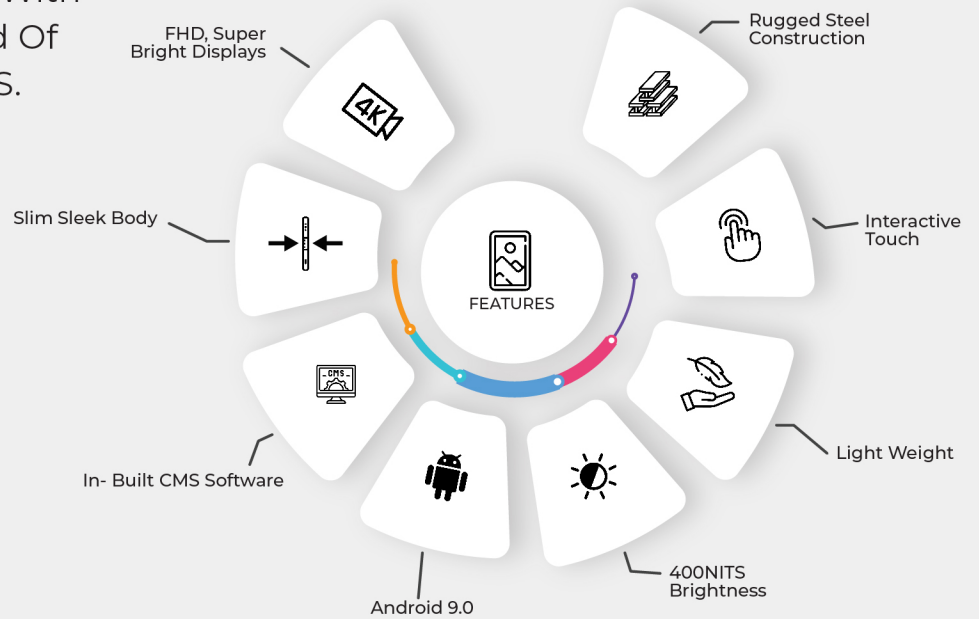 d Of
S.
FHD, Super
Bright Displays
4K
Rugged Steel
Construction
Slim Sleek Body
Interactive
Touch
FEATURES
CMS
In- Built CMS Software
Light Weight
Android 9.0
400NITS
Brightness